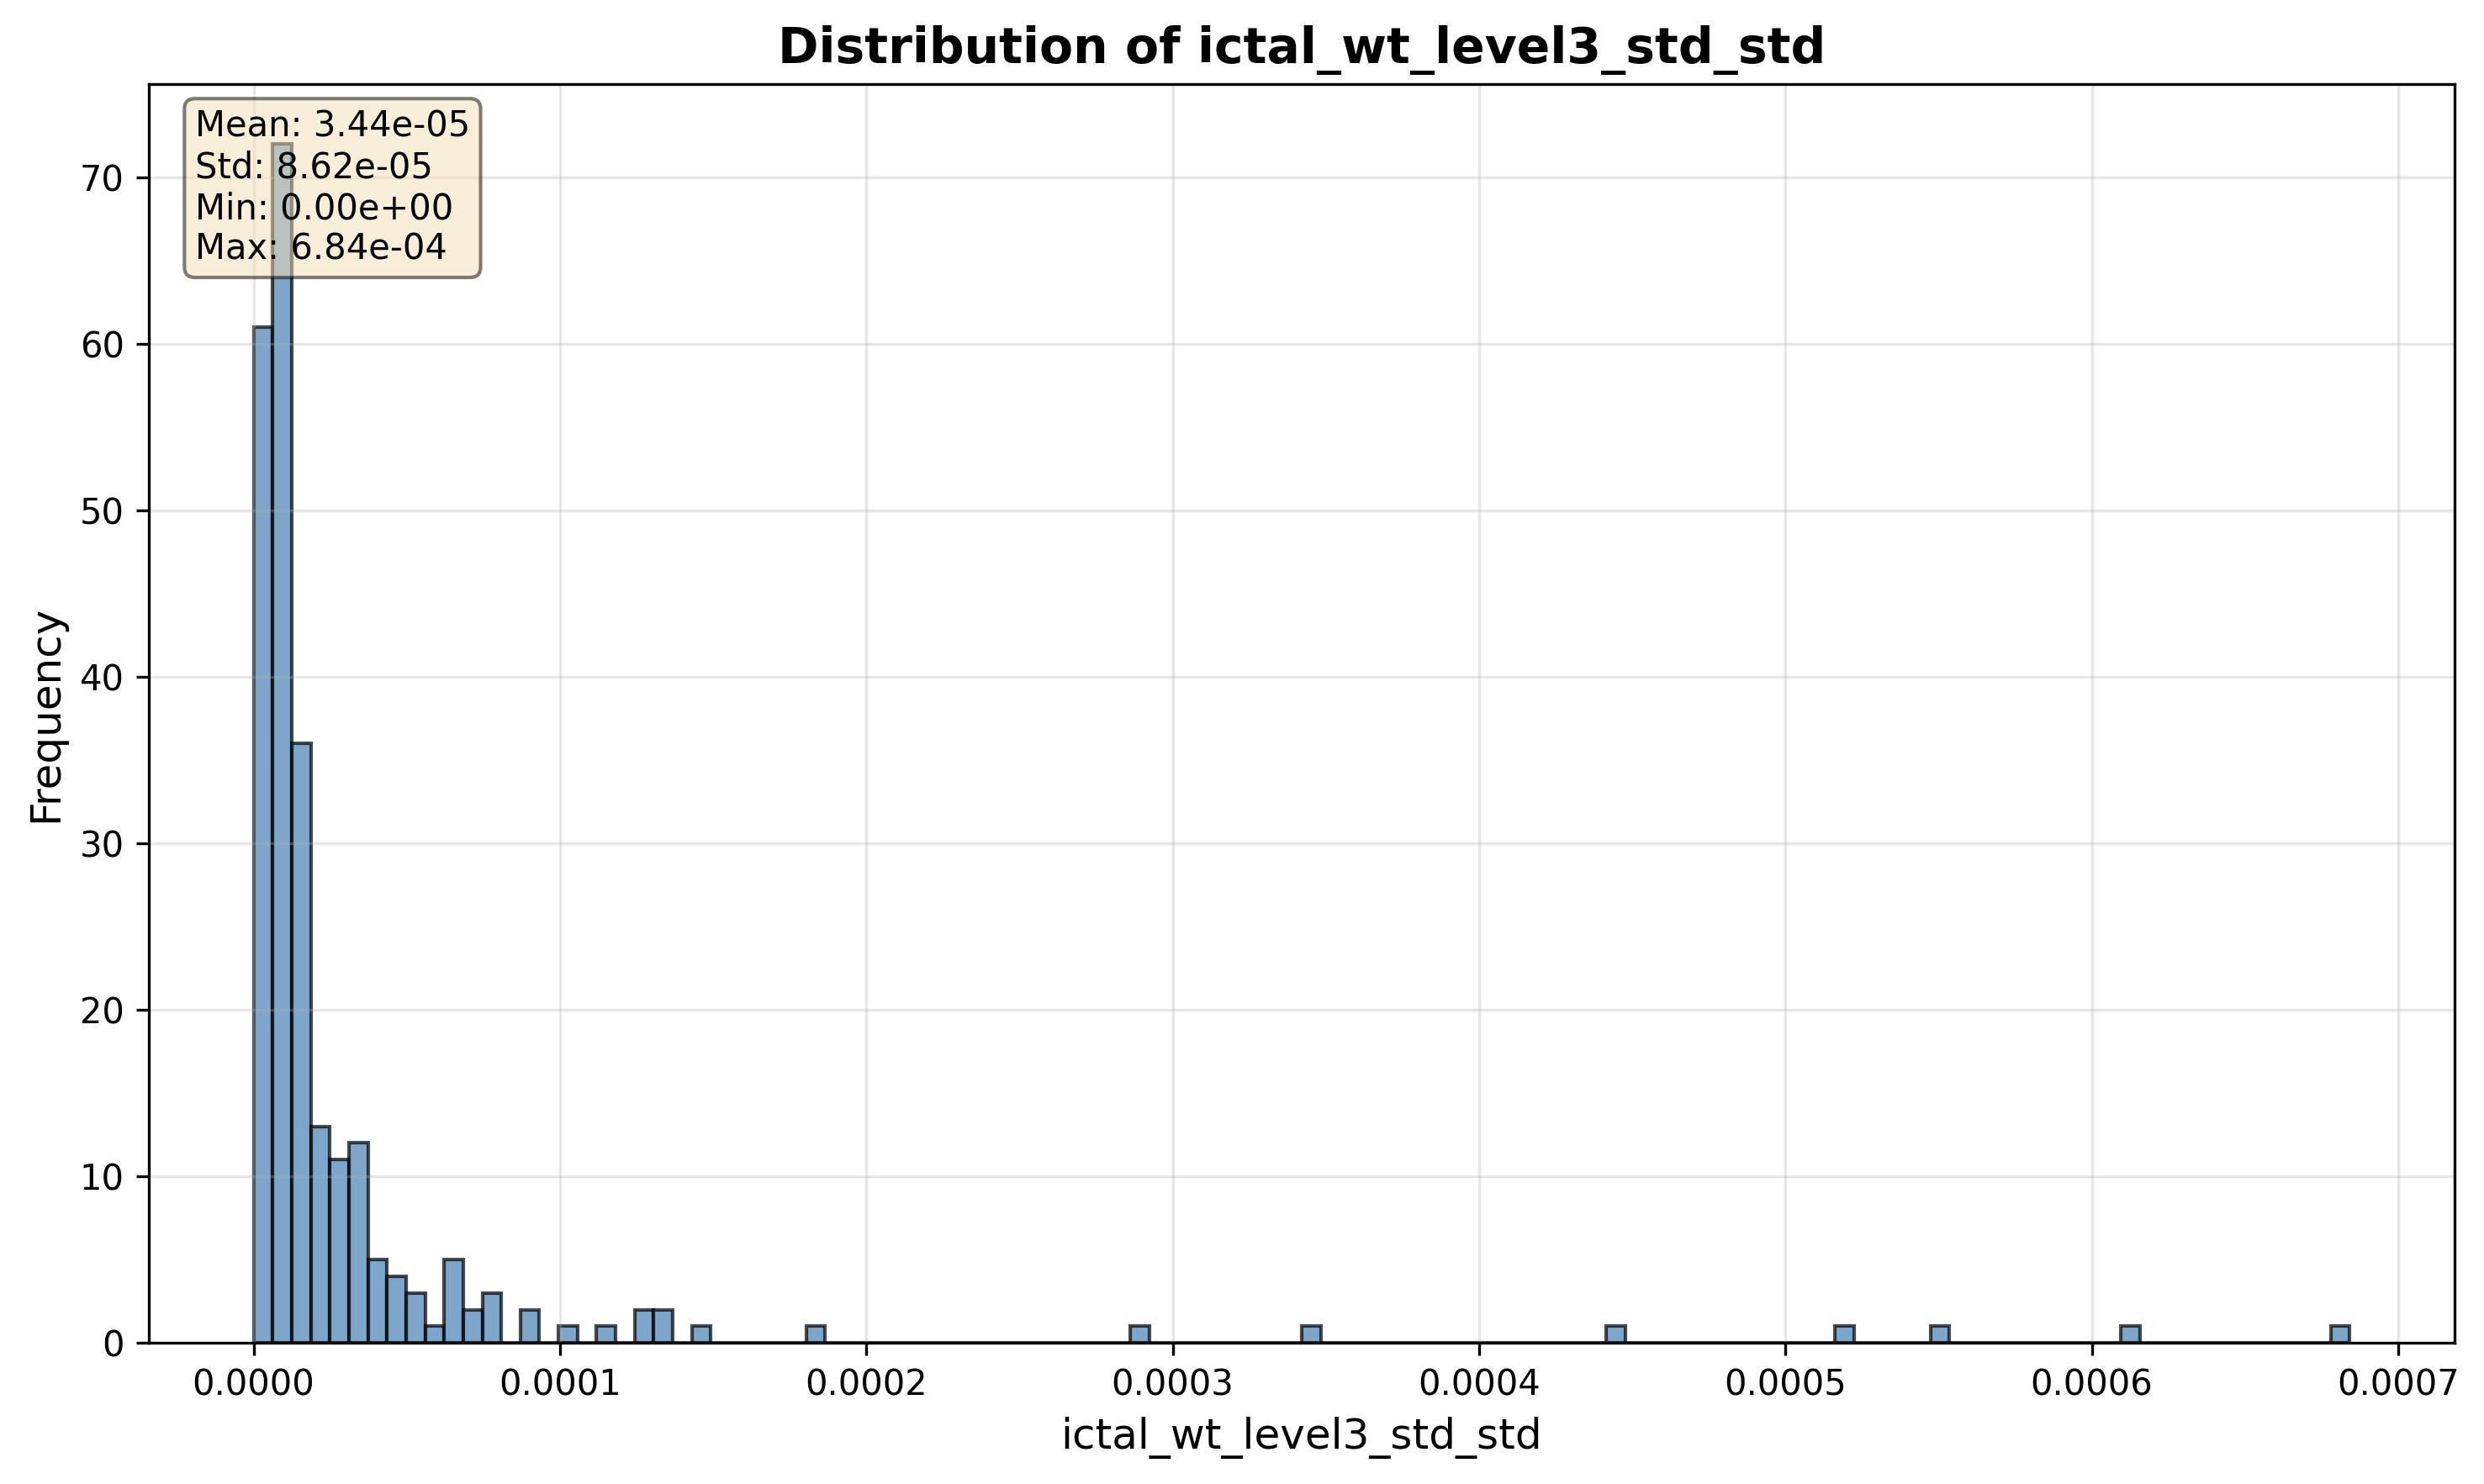 Distribution of ictal_wt_level3_std_std
Mean: 3.44e-05
Std: 8.62e-05
Min: 0.00e+00
Max: 6.84e-04
Frequency
70
60
50
40
30
20
10
0
0.0000 0.0001 0.0002 0.0003 0.0004 0.0005 0.0006 0.0007
ictal_wt_level3_std_std